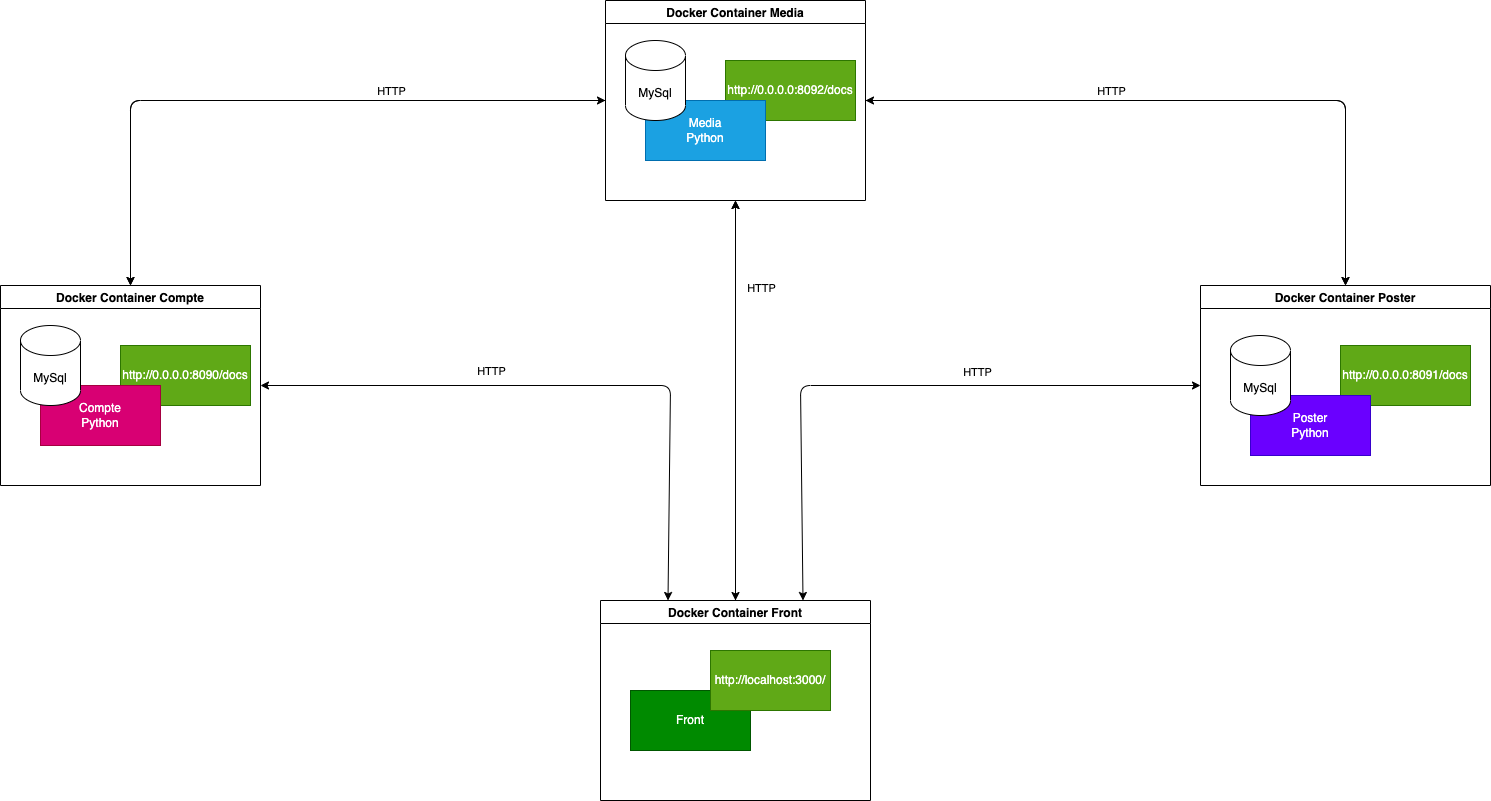 Docker Container Media
MySql
http://0.0.0.0:8092/docs
Media
Python
HTTP
HTTP
HTTP
Docker Container Compte
MySql
http://0.0.0.0:8090/docs
Compte
Python
Docker Container Poster
MySql
http://0.0.0.0:8091/docs
Poster
Python
HTTP
HTTP
Docker Container Front
http://localhost:3000/
Front